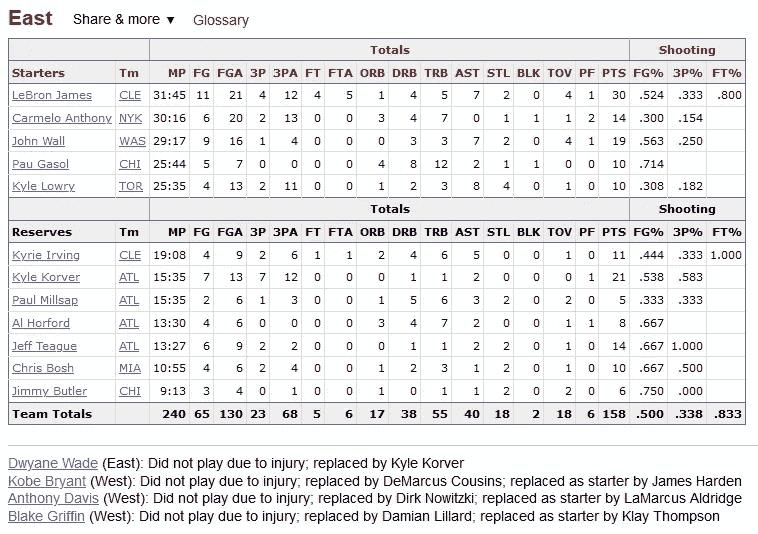 East Share & more ▼ Glossary
Totals Shooting
Starters Tm MP FG FGA 3P 3PA FT FTA ORB DRB TRB AST STL BLK TOV PF PTS FG% 3P% FT%
LeBron James CLE 31:45 11 21 4 12 4 5 1 4 5 7 2 0 4 1 30 .524 .333 .800
Carmelo Anthony NYK 30:16 6 20 2 13 0 0 3 4 7 0 1 1 1 2 14 .300 .154
John Wall WAS 29:17 9 16 1 4 0 0 0 3 3 7 2 0 4 1 19 .563 .250
Pau Gasol CHI 25:44 5 7 0 0 0 0 4 8 12 2 1 1 0 0 10 .714
Kyle Lowry TOR 25:35 4 13 2 11 0 0 1 2 3 8 4 0 1 0 10 .308 .182
Totals Shooting
Reserves Tm MP FG FGA 3P 3PA FT FTA ORB DRB TRB AST STL BLK TOV PF PTS FG% 3P% FT%
Kyrie Irving CLE 19:08 4 9 2 6 1 1 2 4 6 5 0 0 1 0 11 .444 .333 1.000
Kyle Korver ATL 15:35 7 13 7 12 0 0 0 1 1 2 0 0 0 1 21 .538 .583
Paul Millsap ATL 15:35 2 6 1 3 0 0 1 5 6 3 2 0 2 0 5 .333 .333
Al Horford ATL 13:30 4 6 0 0 0 0 3 4 7 2 0 0 1 1 8 .667
Jeff Teague ATL 13:27 6 9 2 2 0 0 0 1 1 2 2 0 1 0 14 .667 1.000
Chris Bosh MIA 10:55 4 6 2 4 0 0 1 2 3 1 2 0 1 0 10 .667 .500
Jimmy Butler CHI 9:13 3 4 0 1 0 0 1 0 1 1 2 0 2 0 6 .750 .000
Team Totals 240 65 130 23 68 5 6 17 38 55 40 18 2 18 6 158 .500 .338 .833
Dwyane Wade (East): Did not play due to injury; replaced by Kyle Korver
Kobe Bryant (West): Did not play due to injury; replaced by DeMarcus Cousins; replaced as starter by James Harden
Anthony Davis (West): Did not play due to injury; replaced by Dirk Nowitzki; replaced as starter by LaMarcus Aldridge
Blake Griffin (West): Did not play due to injury; replaced by Damian Lillard; replaced as starter by Klay Thompson